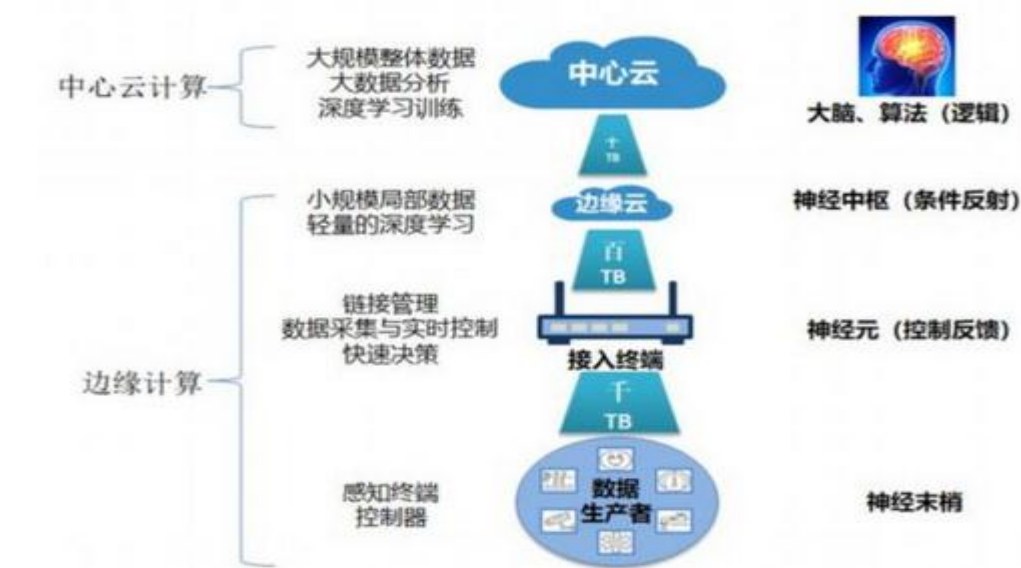 中心云计算
大规模整体数据
大数据分析
深度学习训练
中心云
大脑、算法（逻辑）
十
TB
小规模局部数据
轻量的深度学习
边缘云
神经中枢（条件反射）
百
TB
边缘计算
链接管理
数据采集与实时控制
快速决策
接入终端
神经元（控制反馈）
千
TB
感知终端
控制器
数据
生产者
神经末梢